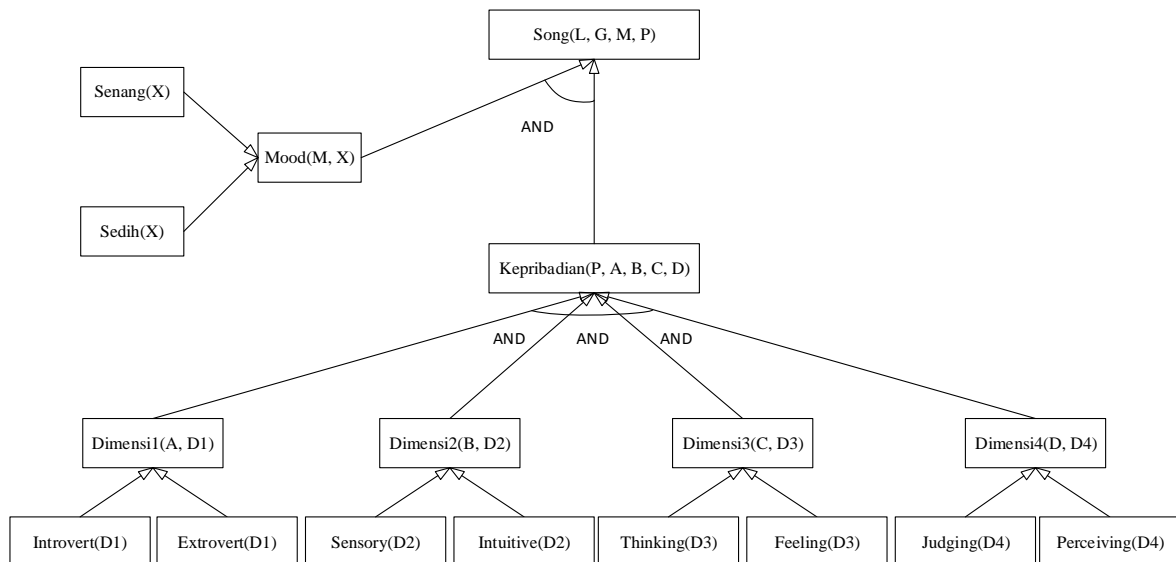 Song(L, G, M, P)
Senang(X)
AND
Mood(M, X)
Sedih(X)
Kepribadian(P, A, B, C, D)
AND
AND
AND
Dimensi1(A, D1)
Dimensi2(B, D2)
Dimensi3(C, D3)
Dimensi4(D, D4)
Introvert(D1)
Extrovert(D1)
Sensory(D2)
Intuitive(D2)
Thinking(D3)
Feeling(D3)
Judging(D4)
Perceiving(D4)